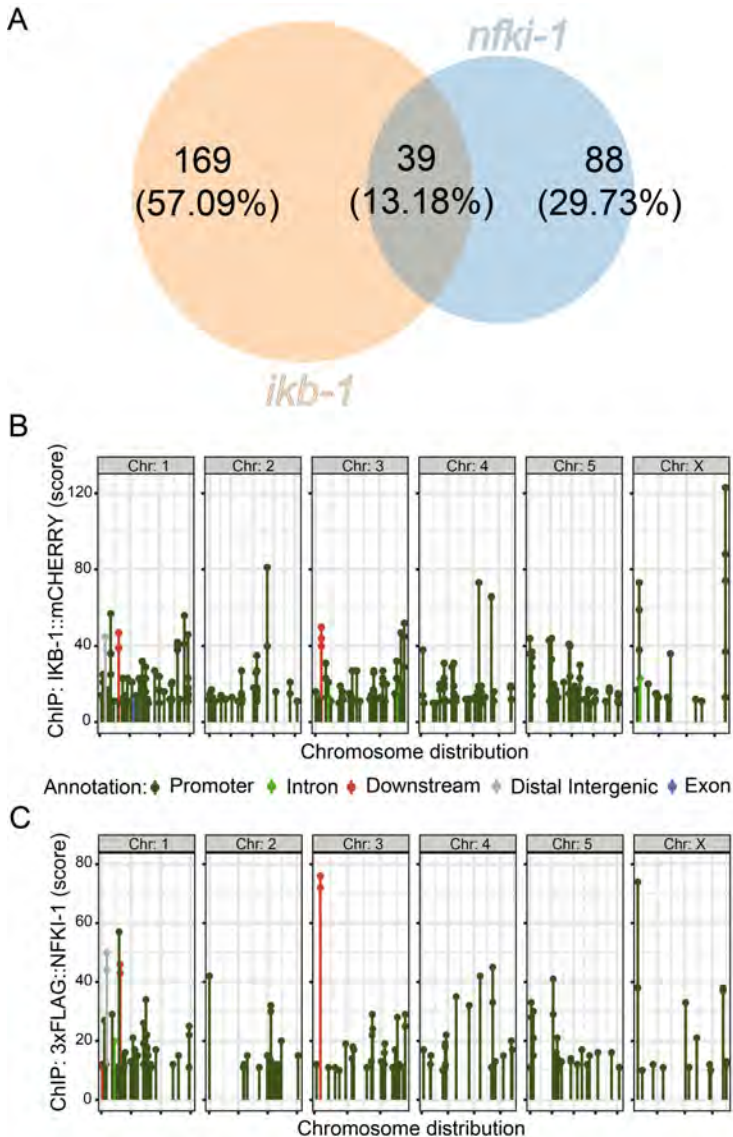 A
nfki-1
169 39 88
(57.09%) (13.18%) (29.73%)
ikb-1
B
ChIP: IKB-1::mCHERRY (score)
Chr: 1 Chr: 2 Chr: 3 Chr: 4 Chr: 5 Chr: X
120
80
40
0
Chromosome distribution
Annotation: Promoter Intron Downstream Distal Intergenic Exon
C
ChIP: 3xFLAG::NFKI-1 (score)
Chr: 1 Chr: 2 Chr: 3 Chr: 4 Chr: 5 Chr: X
80
60
40
20
0
Chromosome distribution